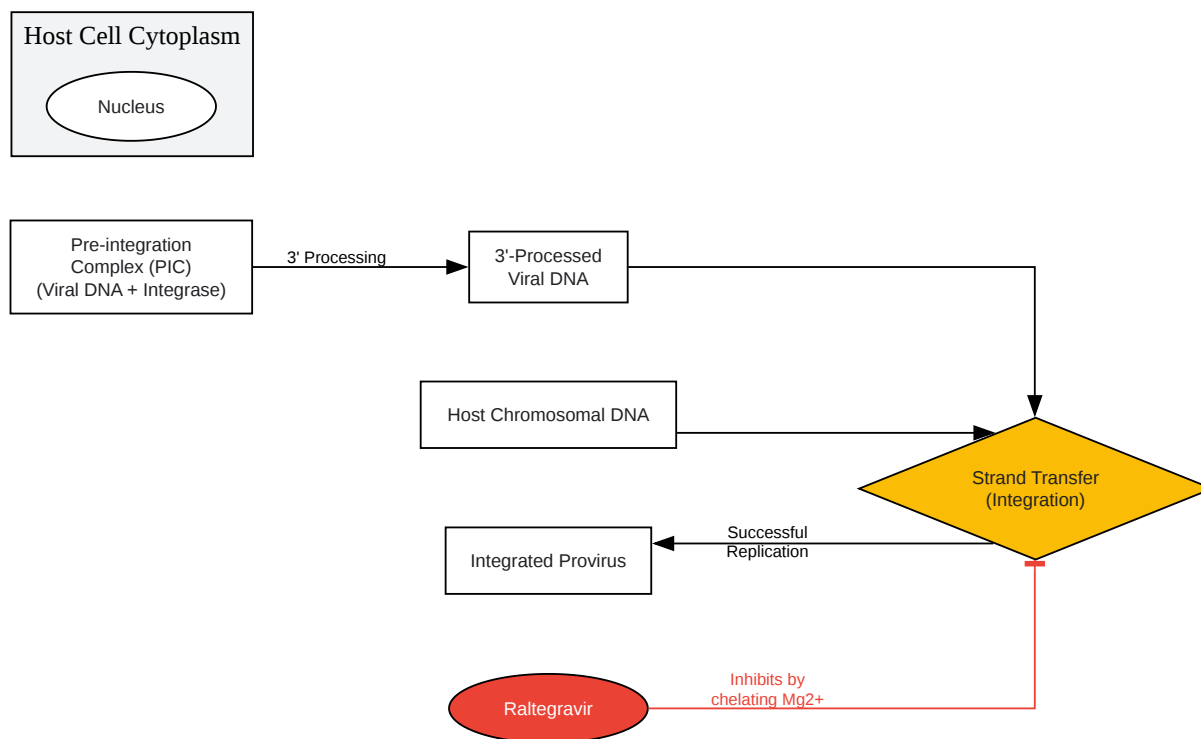 Host Cell Cytoplasm
Nucleus
Pre-integration
Complex (PIC)
(Viral DNA + Integrase)
3' Processing
3'-Processed
Viral DNA
Host Chromosomal DNA
Strand Transfer
(Integration)
Successful
Replication
Integrated Provirus
Inhibits by
chelating Mg2+
Raltegravir